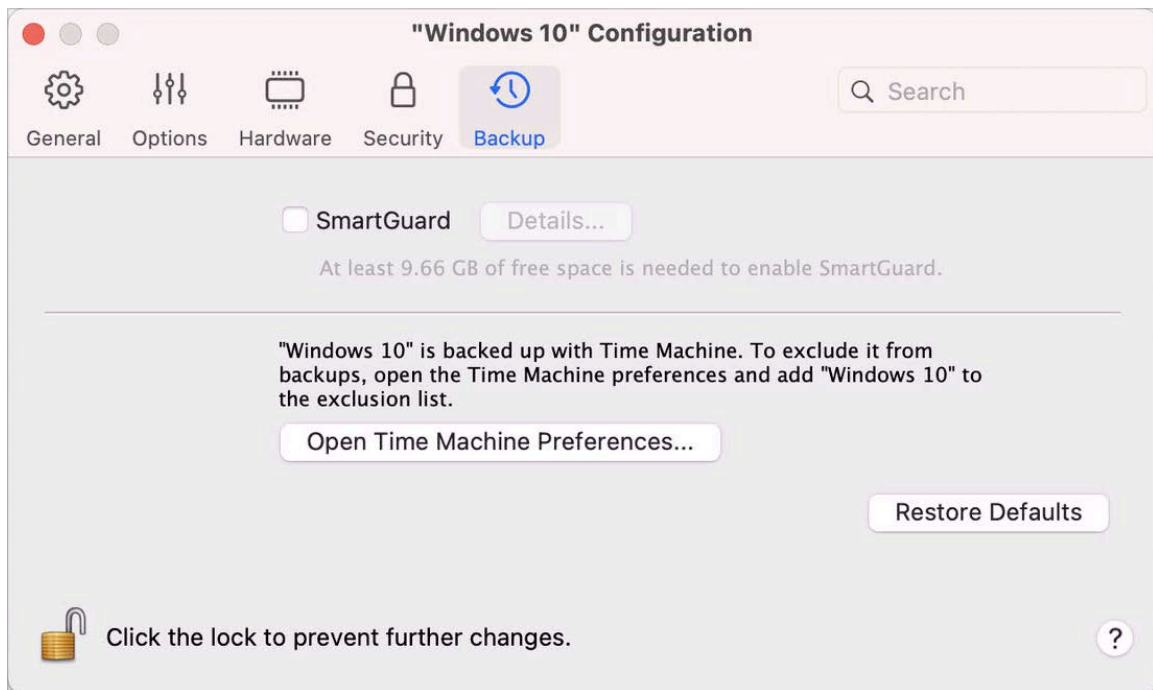 "Windows 10" Configuration
General Options Hardware Security Backup
Search
SmartGuard Details...
At least 9.66 GB of free space is needed to enable SmartGuard.
"Windows 10" is backed up with Time Machine. To exclude it from
backups, open the Time Machine preferences and add "Windows 10" to
the exclusion list.
Open Time Machine Preferences...
Restore Defaults
Click the lock to prevent further changes.
?